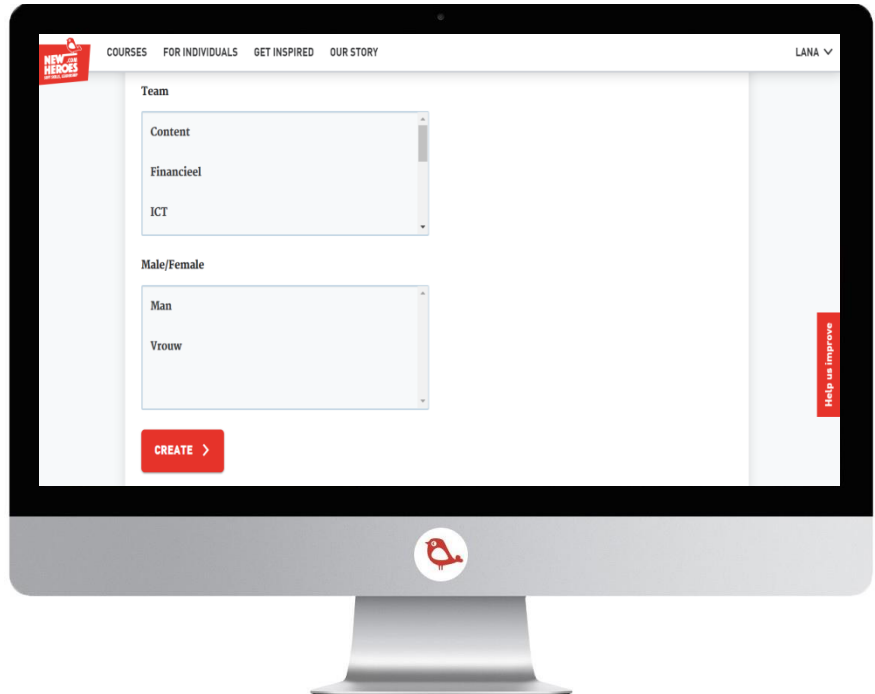 NEW .COM
HEROES
COURSES FOR INDIVIDUALS GET INSPIRED OUR STORY LANA
Team
Content
Financieel
ICT
Male/Female
Man
Vrouw
CREATE
Help us improve